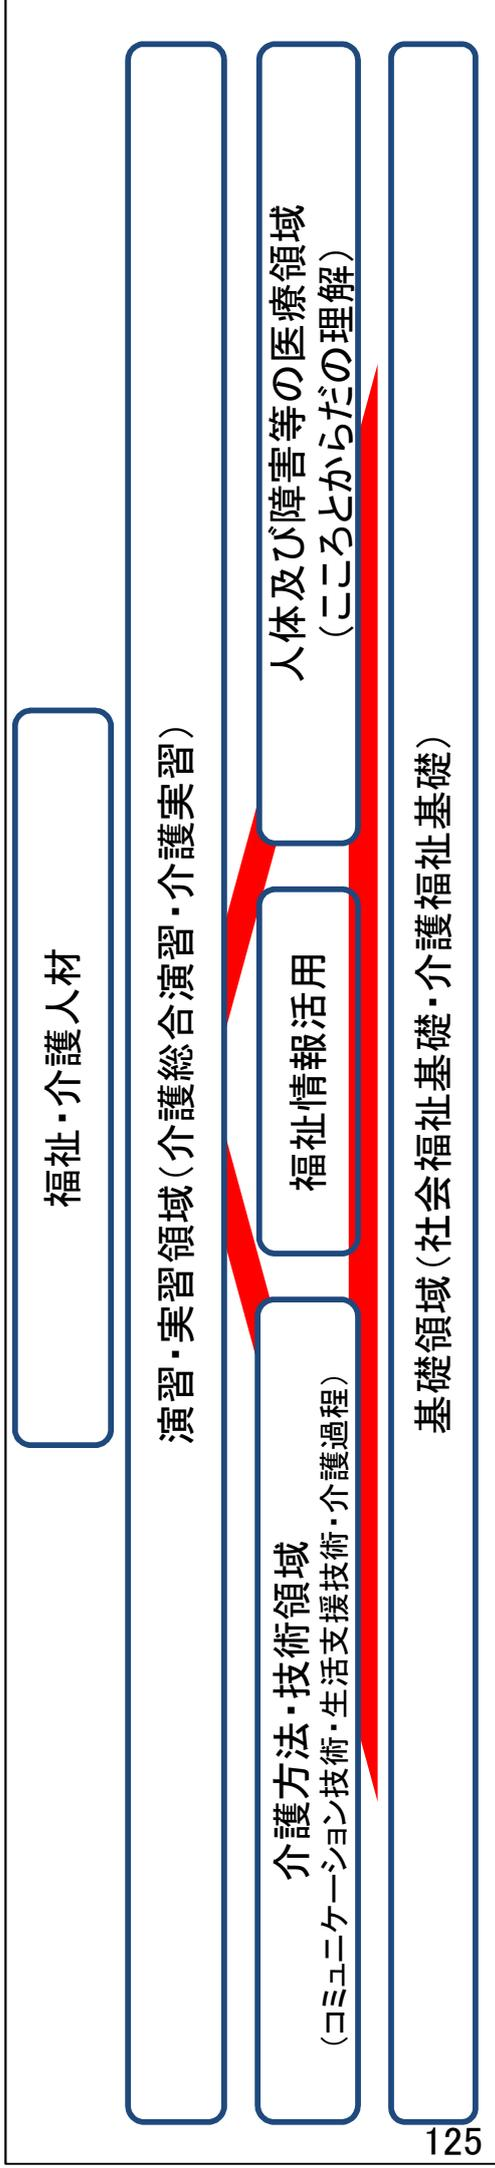 福祉・介護人材
演習・実習領域（介護総合演習・介護実習）
介護方法・技術領域
（コミュニケーション技術・生活支援技術・介護過程）
福祉情報活用
人体及び障害等の医療領域
（こころとからだの理解）
基礎領域（社会福祉基礎・介護福祉基礎）
125